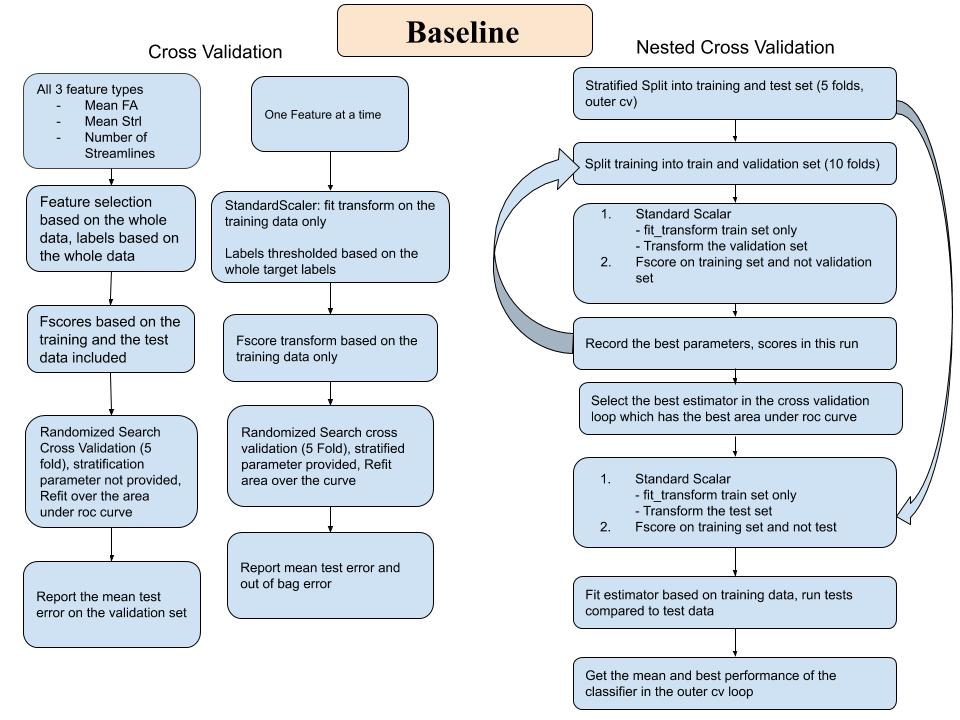 Baseline
Cross Validation
All 3 feature types
- Mean FA
- Mean Strl
- Number of
Streamlines
Feature selection
based on the whole
data, labels based on
the whole data
Fscores based on the
training and the test
data included
Randomized Search
Cross Validation (5
fold), stratification
parameter not provided,
Refit over the area
under roc curve
Report the mean test
error on the validation set
One Feature at a time
StandardScaler: fit transform on the
training data only
Labels thresholded based on the
whole target labels
Fscore transform based on the
training data only
Randomized Search cross
validation (5 Fold), stratified
parameter provided, Refit
area over the curve
Report mean test error and
out of bag error
Nested Cross Validation
Stratified Split into training and test set (5 folds,
outer cv)
Split training into train and validation set (10 folds)
1. Standard Scalar
- fit_transform train set only
- Transform the validation set
2. Fscore on training set and not validation
set
Record the best parameters, scores in this run
Select the best estimator in the cross validation
loop which has the best area under roc curve
1. Standard Scalar
- fit_transform train set only
- Transform the test set
2. Fscore on training set and not test
Fit estimator based on training data, run tests
compared to test data
Get the mean and best performance of the
classifier in the outer cv loop